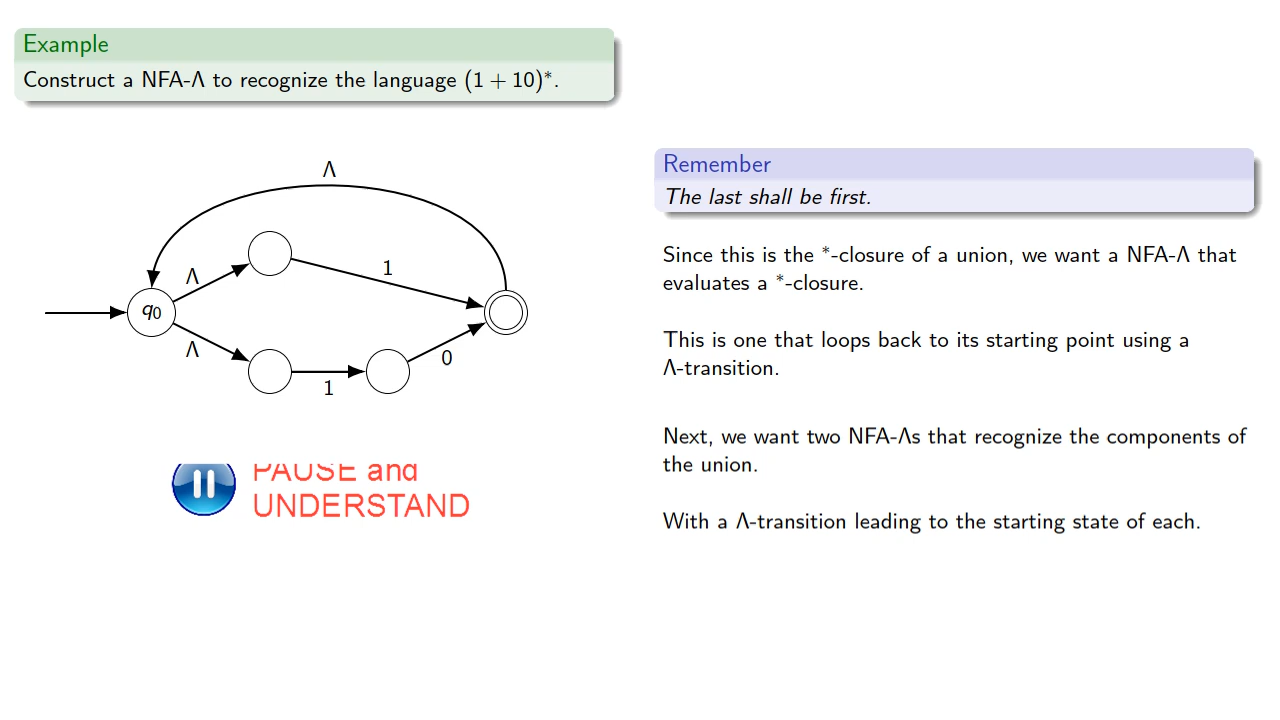 Example
Construct a NFA-Λ to recognize the language (1 + 10)*.
Λ
Λ
1
q0
Λ
1
0
PAUSE and
UNDERSTAND
Remember
The last shall be first.
Since this is the *-closure of a union, we want a NFA-Λ that
evaluates a *-closure.
This is one that loops back to its starting point using a
Λ-transition.
Next, we want two NFA-Λs that recognize the components of
the union.
With a Λ-transition leading to the starting state of each.